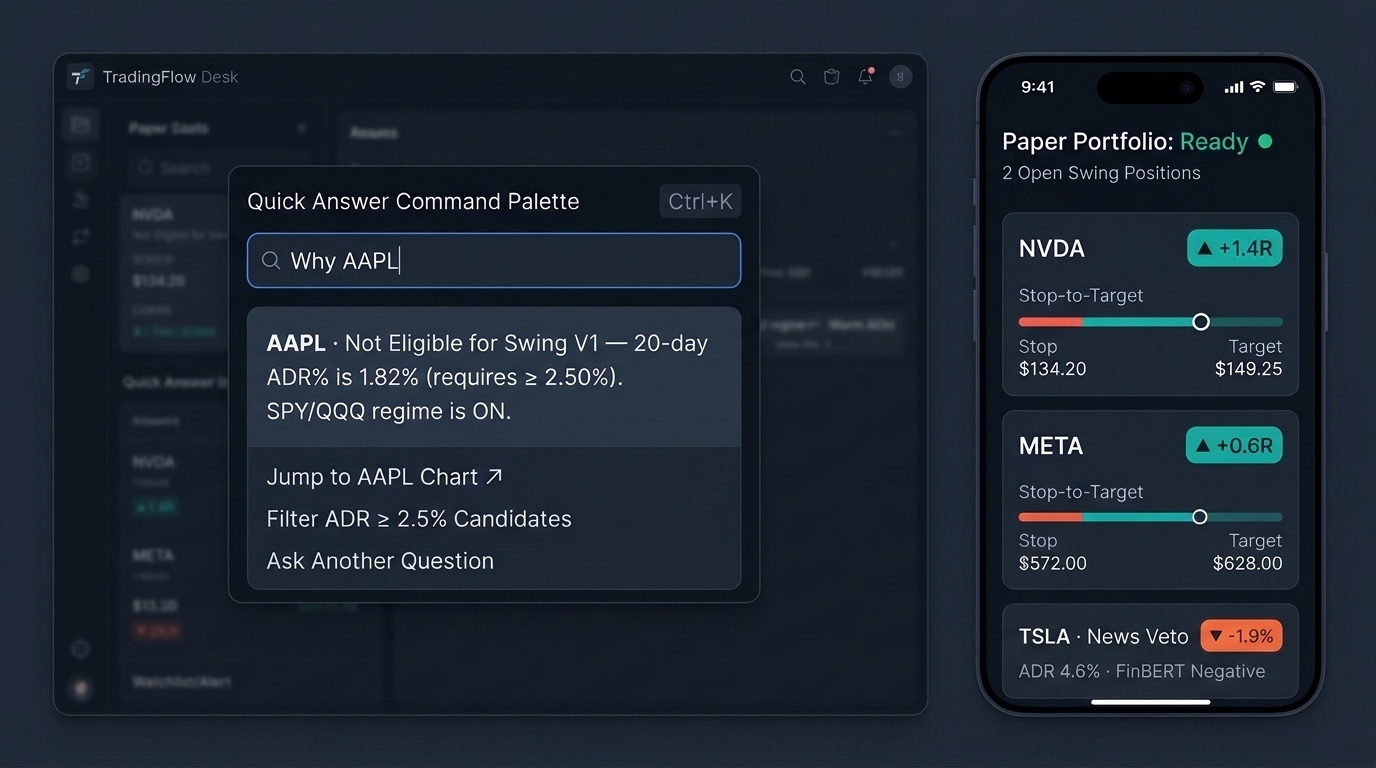 TradingFlow Desk
Paper
Search
NVDA
$134.20
Quick Answer
Answers
NVDA
META
$15.20
Watchlist/Alert
Quick Answer Command Palette
Ctrl+K
Why AAPL
AAPL · Not Eligible for Swing V1 — 20-day
ADR% is 1.82% (requires ≥ 2.50%).
SPY/QQQ regime is ON.
Jump to AAPL Chart ↗
Filter ADR ≥ 2.5% Candidates
Ask Another Question
9:41
Paper Portfolio: Ready
2 Open Swing Positions
NVDA
▲ +1.4R
Stop-to-Target
Stop
Target
$134.20
$149.25
META
▲ +0.6R
Stop-to-Target
Stop
Target
$572.00
$628.00
TSLA · News Veto
▼ -1.9%
ADR 4.6% · FinBERT Negative